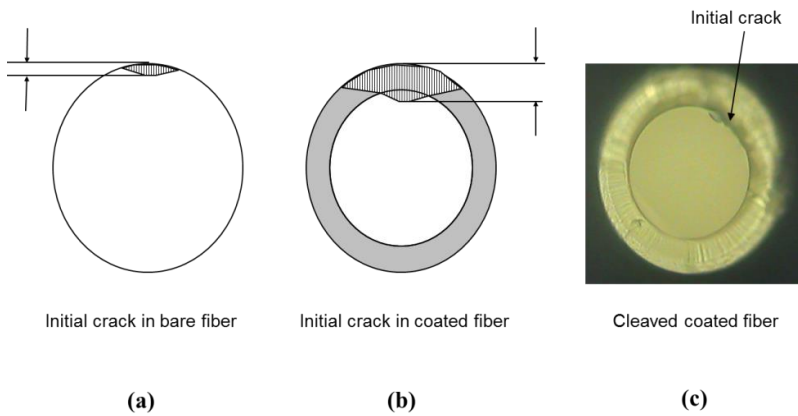 Initial crack
Initial crack in bare fiber
Initial crack in coated fiber
Cleaved coated fiber
(a)
(b)
(c)